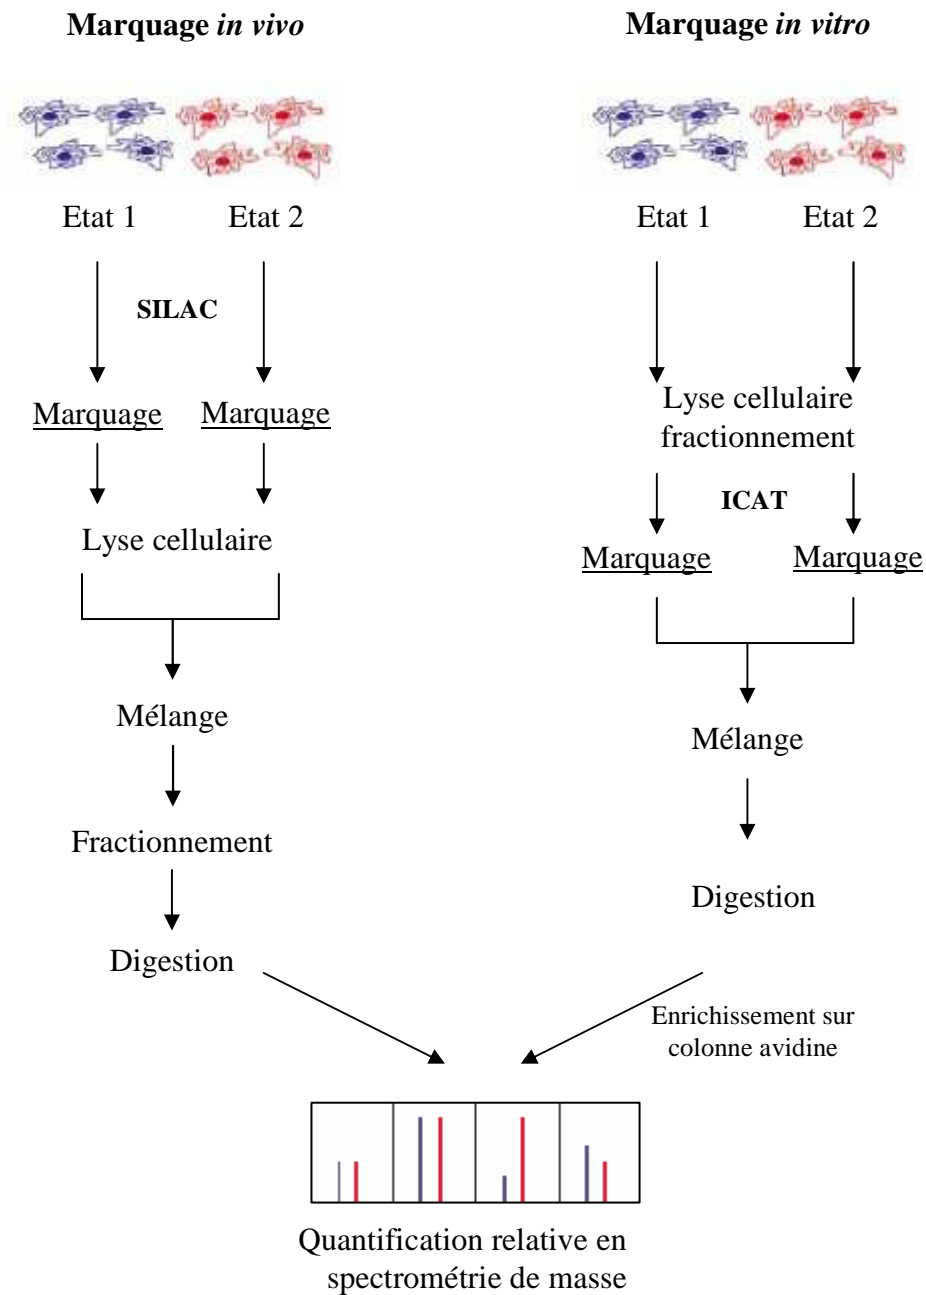 Marquage in vivo
Etat 1
Etat 2
SILAC
Marquage
Marquage
Lyse cellulaire
Mélange
Fractionnement
Digestion
Marquage in vitro
Etat 1
Etat 2
Lyse cellulaire
fractionnement
ICAT
Marquage
Marquage
Mélange
Digestion
Enrichissement sur
colonne avidine
Quantification relative en
spectrométrie de masse